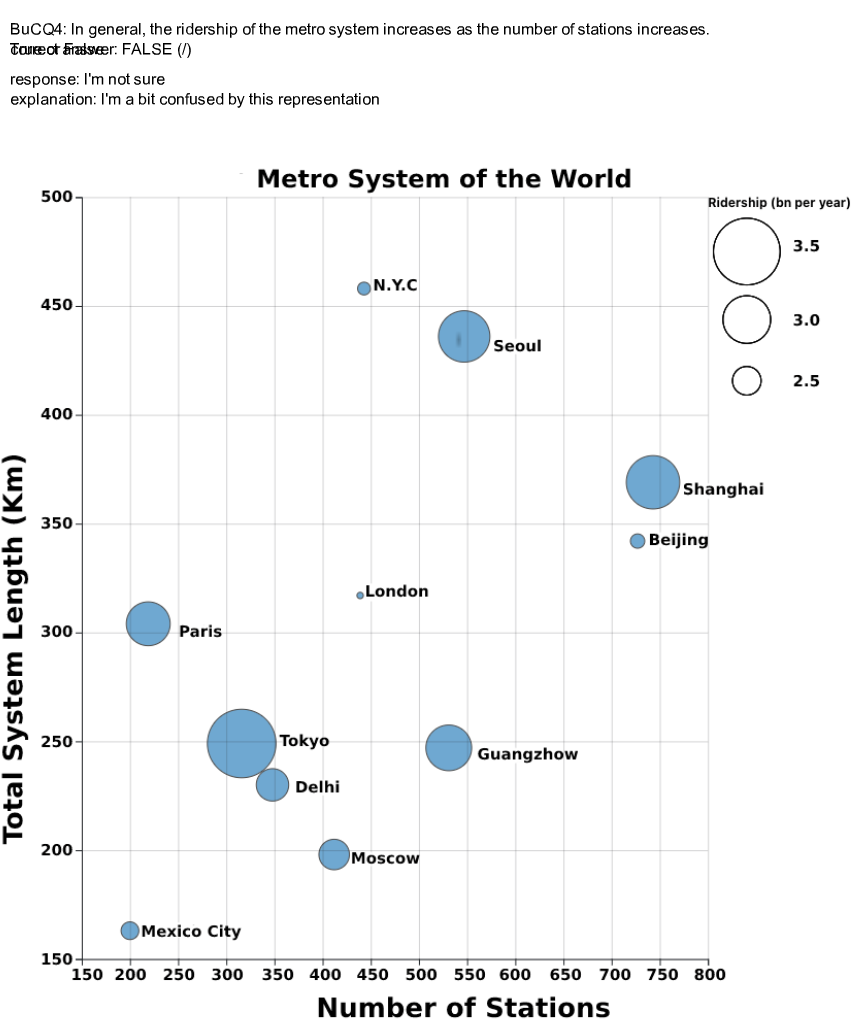 BuCQ4: In general, the ridership of the metro system increases as the number of stations increases.
True or False
correct answer: FALSE (/)
response: I'm not sure
explanation: I'm a bit confused by this representation
Metro System of the World
Ridership (bn per year)
3.5
3.0
2.5
500
450
400
350
300
250
200
150
Total System Length (Km)
N.Y.C
Seoul
Shanghai
Beijing
London
Paris
Tokyo
Guangzhow
Delhi
Moscow
Mexico City
150 200 250 300 350 400 450 500 550 600 650 700 750 800
Number of Stations